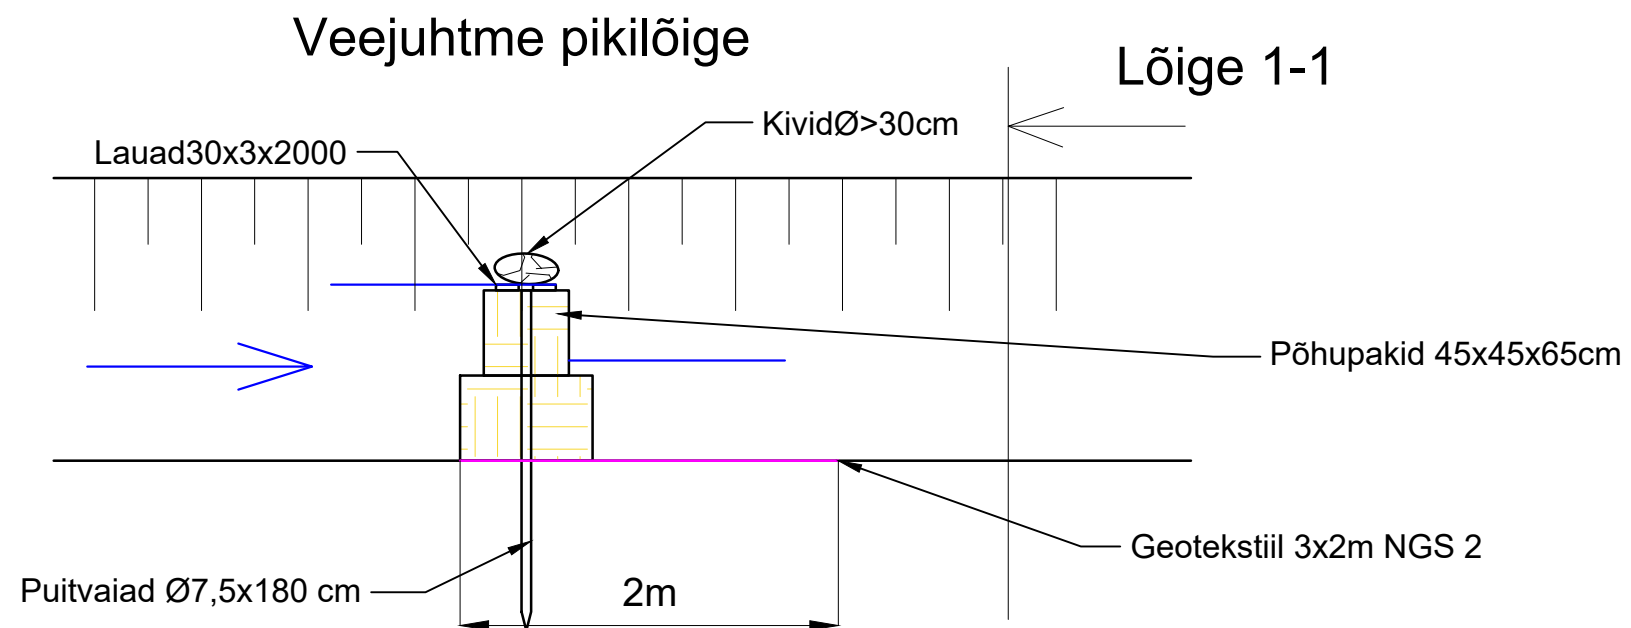 Veejuhtme pikilõige
Lõige 1-1
KividØ>30cm
Lauad30x3x2000
Põhupakid 45x45x65cm
Geotekstiil 3x2m NGS 2
Puitvaiad Ø7,5x180 cm
2m